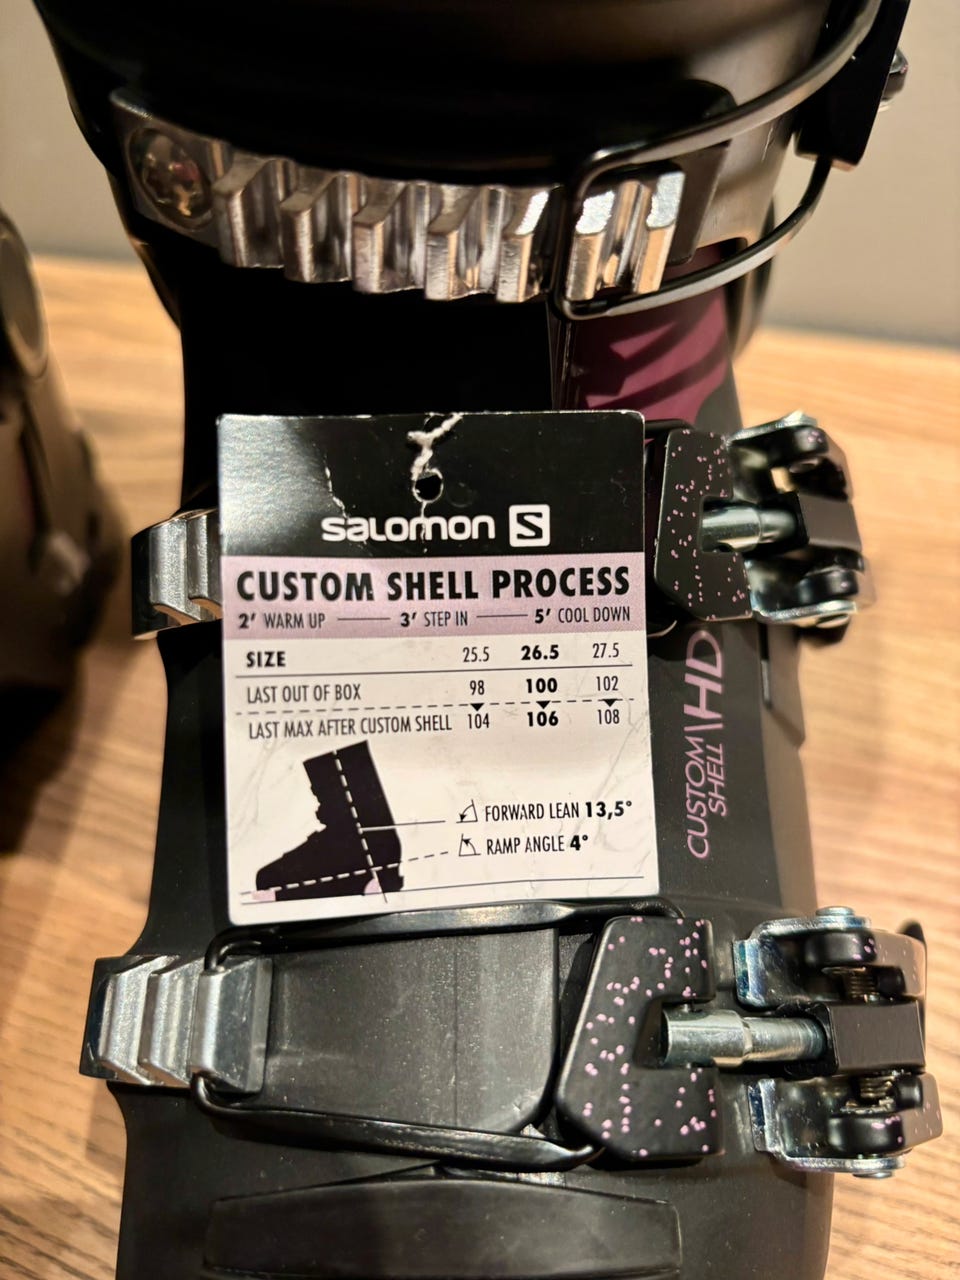 salomon S
CUSTOM SHELL PROCESS
2' WARM UP 3' STEP IN 5' COOL DOWN
SIZE 25.5 26.5 27.5
LAST OUT OF BOX 98 100 102
LAST MAX AFTER CUSTOM SHELL 104 106 108
FORWARD LEAN 13,5°
RAMP ANGLE 4°
CUSTOM
SHELL
HD